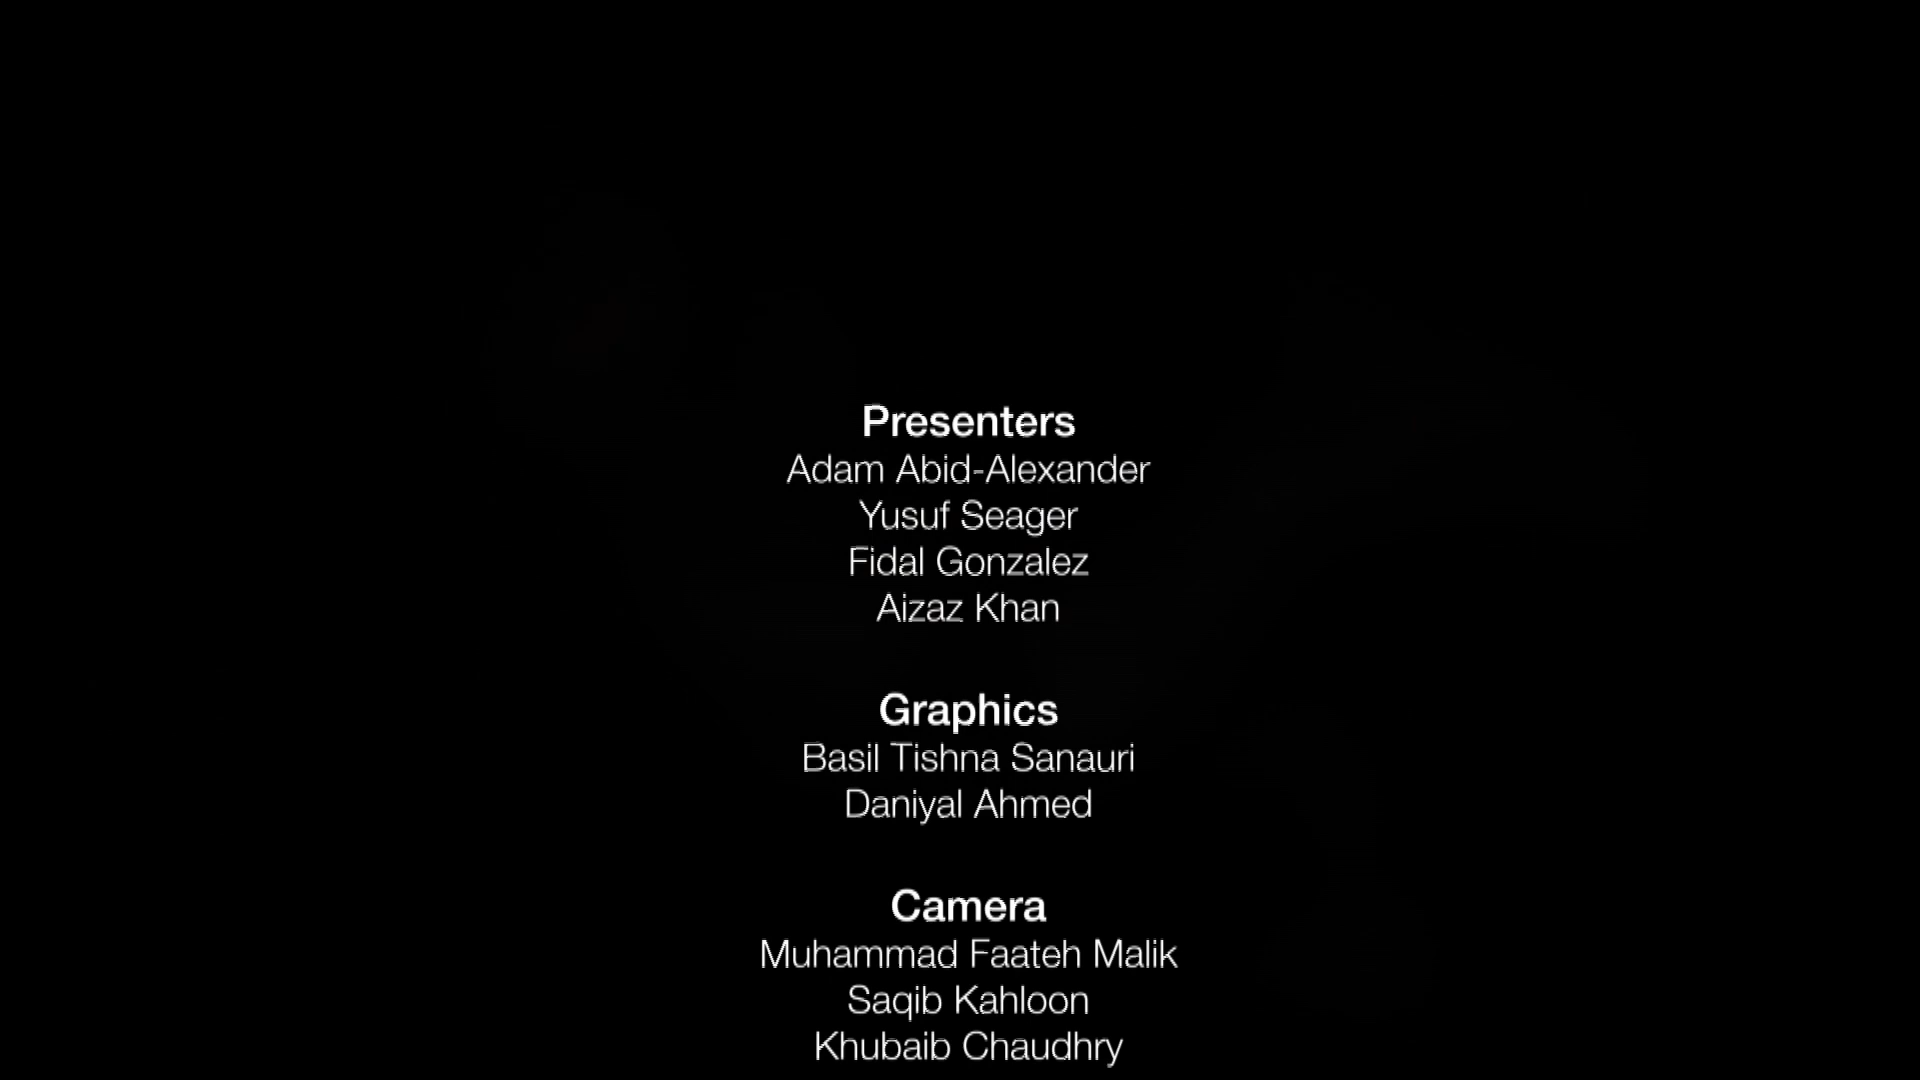 Presenters
Adam Abid-Alexander
Yusuf Seager
Fidal Gonzalez
Aizaz Khan
Graphics
Basil Tishna Sanauri
Daniyal Ahmed
Camera
Muhammad Faateh Malik
Saqib Kahloon
Khubaib Chaudhry